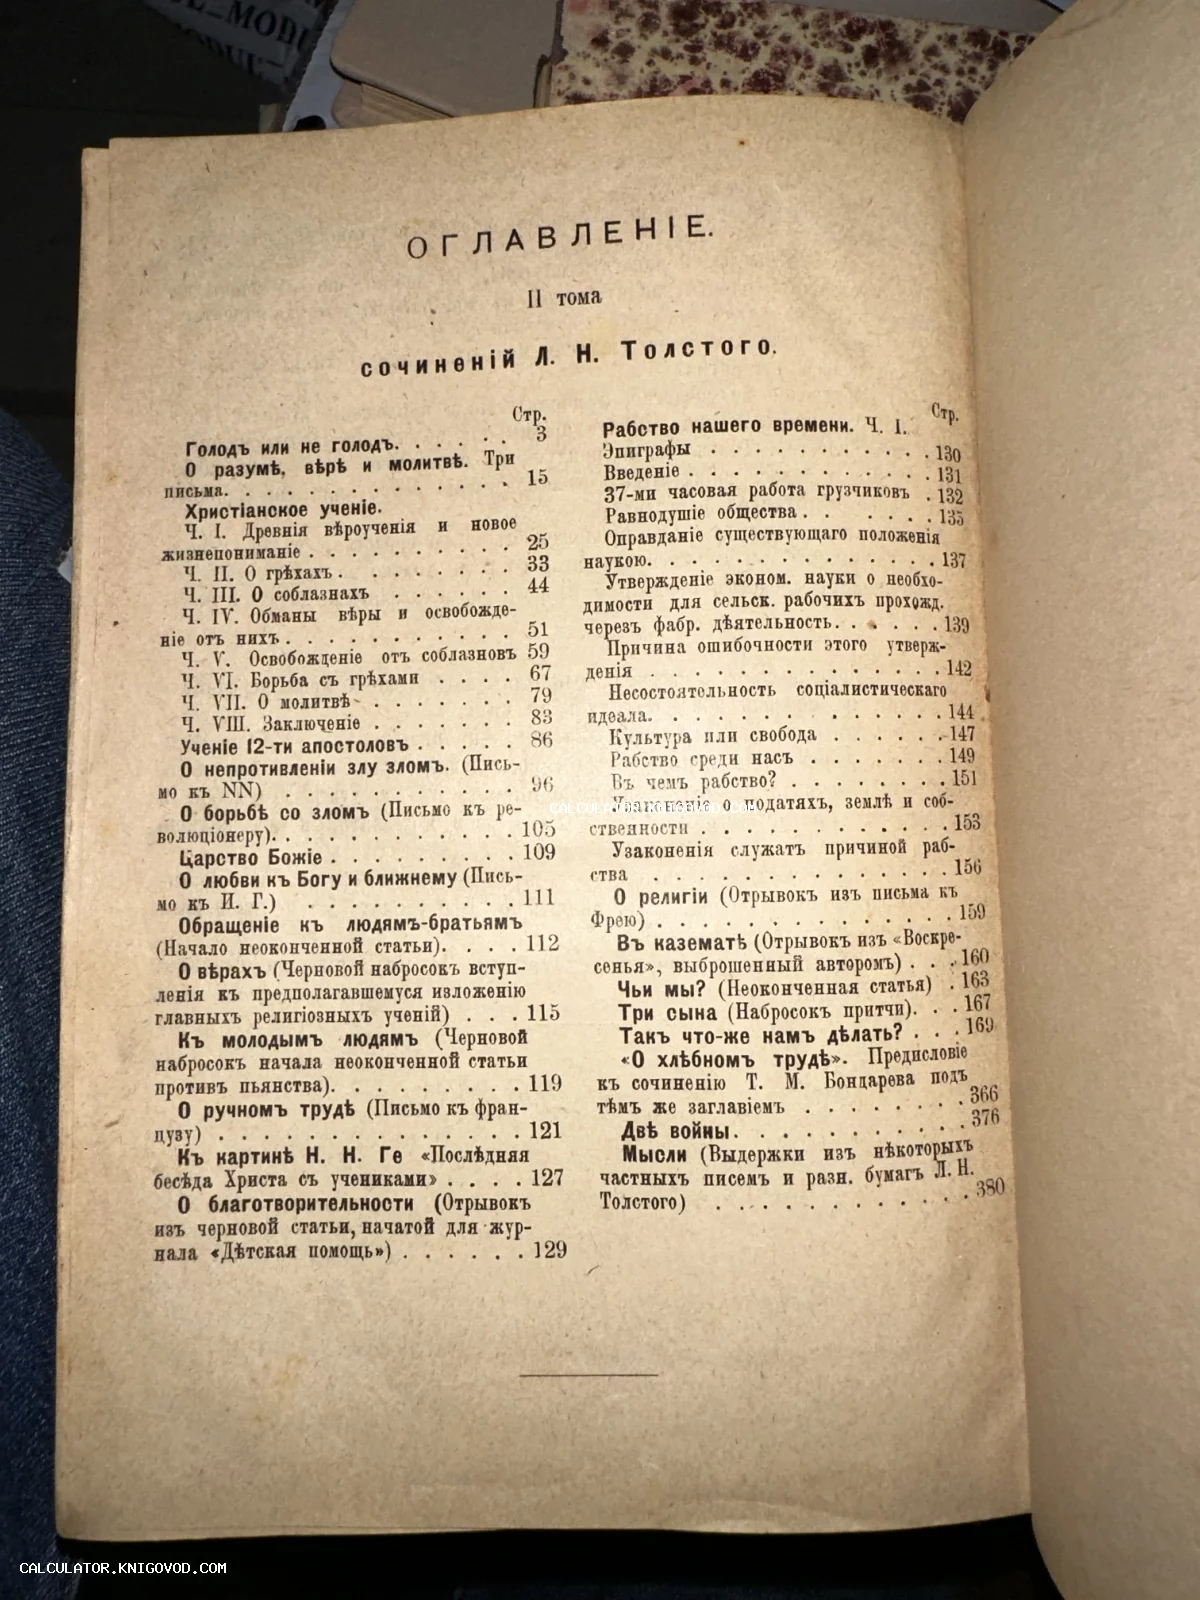 MODU
ОГЛАВЛЕНІЕ.
II тома
сочиненій Л. Н. Толстого.
Стр.
Голодъ или не голодъ. . . . . . 3
О разумѣ, вѣрѣ и молитвѣ. Три
письма. . . . . . . . . . . . . . 15
Христіанское ученіе.
Ч. I. Древнія вѣроученія и новое
жизнепониманіе . . . . . . . . . . 25
Ч. II. О грѣхахъ . . . . . . . . 33
Ч. III. О соблазнахъ . . . . . . 44
Ч. IV. Обманы вѣры и освобожде-
ніе отъ нихъ . . . . . . . . . . . 51
Ч. V. Освобожденіе отъ соблазновъ 59
Ч. VI. Борьба съ грѣхами . . . . 67
Ч. VII. О молитвѣ . . . . . . . 79
Ч. VIII. Заключеніе . . . . . . . 83
Ученіе 12-ти апостоловъ . . . . . 86
О непротивленіи злу зломъ. (Пись-
мо къ NN) . . . . . . . . . . . 96
О борьбѣ со зломъ (Письмо къ ре-
волюціонеру). . . . . . . . . . . . 105
Царство Божіе . . . . . . . . . 109
О любви къ Богу и ближнему (Пись-
мо къ И. Г.) . . . . . . . . . . 111
Обращеніе къ людямъ-братьямъ
(Начало неоконченной статьи). . . . 112
О вѣрахъ (Черновой набросокъ вступ-
ленія къ предполагавшемуся изложенію
главныхъ религіозныхъ ученій) . . . 115
Къ молодымъ людямъ (Черновой
набросокъ начала неоконченной статьи
противъ пьянства). . . . . . . . . 119
О ручномъ трудѣ (Письмо къ фран-
цузу) . . . . . . . . . . . . . . 121
Къ картинѣ Н. Н. Ге «Послѣдняя
бесѣда Христа съ учениками» . . . . 127
О благотворительности (Отрывокъ
изъ черновой статьи, начатой для жур-
нала «Дѣтская помощь») . . . . . . 129
Стр.
Рабство нашего времени. Ч. I.
Эпиграфы . . . . . . . . . . . 130
Введеніе . . . . . . . . . . . . 131
37-ми часовая работа грузчиковъ . 132
Равнодушіе общества . . . . . . 135
Оправданіе существующаго положенія
наукою. . . . . . . . . . . . . . 137
Утвержденіе эконом. науки о необхо-
димости для сельск. рабочихъ прохожд.
черезъ фабр. дѣятельность. . . . . . 139
Причина ошибочности этого утверж-
денія . . . . . . . . . . . . . . 142
Несостоятельность соціалистическаго
идеала. . . . . . . . . . . . . . 144
Культура или свобода . . . . . . 147
Рабство среди насъ . . . . . . . 149
Въ чемъ рабство? . . . . . . . . 151
Узаконеніе о податяхъ, землѣ и соб-
ственности . . . . . . . . . . . . 153
Узаконенія служатъ причиной раб-
ства . . . . . . . . . . . . . . 156
О религіи (Отрывокъ изъ письма къ
Фрею) . . . . . . . . . . . . . . 159
Въ казематѣ (Отрывокъ изъ «Воскре-
сенья», выброшенный авторомъ) . . . 160
Чьи мы? (Неоконченная статья) . 163
Три сына (Набросокъ притчи). . . 167
Такъ что-же намъ дѣлать? . . . . 169
«О хлѣбномъ трудѣ». Предисловіе
къ сочиненію Т. М. Бондарева подъ
тѣмъ же заглавіемъ . . . . . . . . 366
Двѣ войны. . . . . . . . . . . . 376
Мысли (Выдержки изъ нѣкоторыхъ
частныхъ писемъ и разн. бумагъ Л. Н.
Толстого) . . . . . . . . . . . . 380
CALCULATOR.KNIGOVOD.COM
CALCULATOR.KNIGOVOD.COM